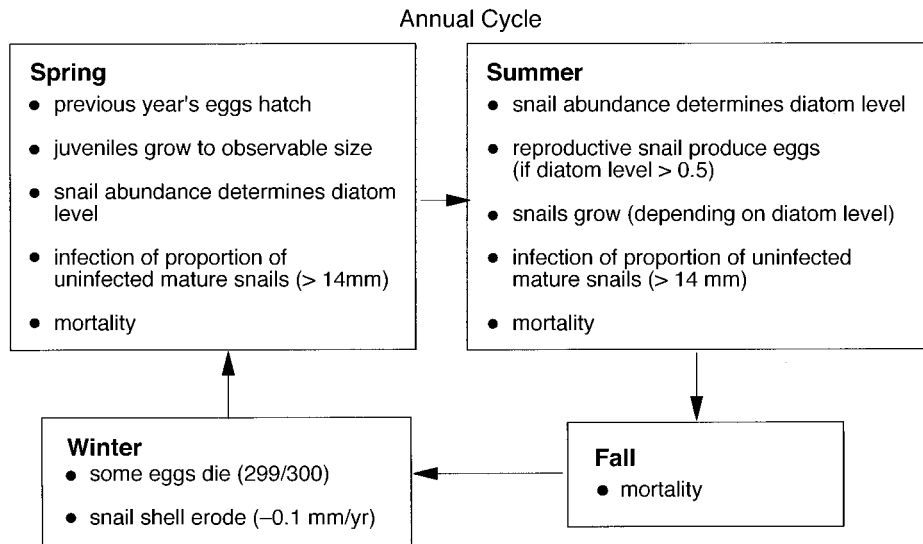 Annual Cycle
Spring
• previous year's eggs hatch
• juveniles grow to observable size
• snail abundance determines diatom
level
• infection of proportion of
uninfected mature snails (> 14mm)
• mortality
Summer
• snail abundance determines diatom level
• reproductive snail produce eggs
(if diatom level > 0.5)
• snails grow (depending on diatom level)
• infection of proportion of uninfected
mature snails (> 14 mm)
• mortality
Fall
• mortality
Winter
• some eggs die (299/300)
• snail shell erode (–0.1 mm/yr)